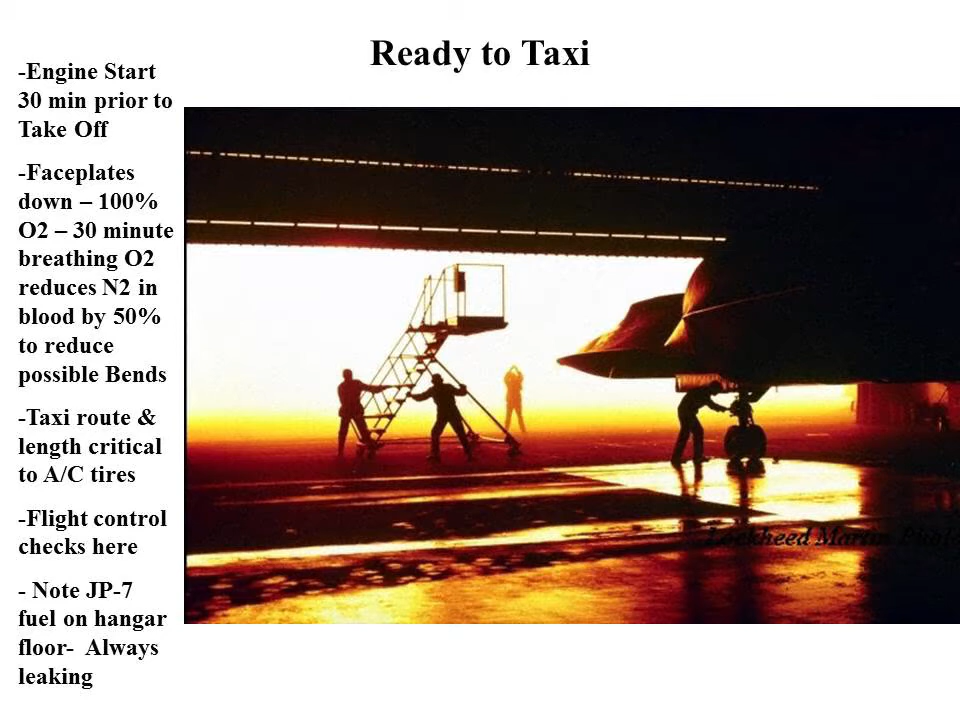 Ready to Taxi
-Engine Start
30 min prior to
Take Off
-Faceplates
down – 100%
O2 – 30 minute
breathing O2
reduces N2 in
blood by 50%
to reduce
possible Bends
-Taxi route &
length critical
to A/C tires
-Flight control
checks here
- Note JP-7
fuel on hangar
floor-  Always
leaking
Lockheed Martin